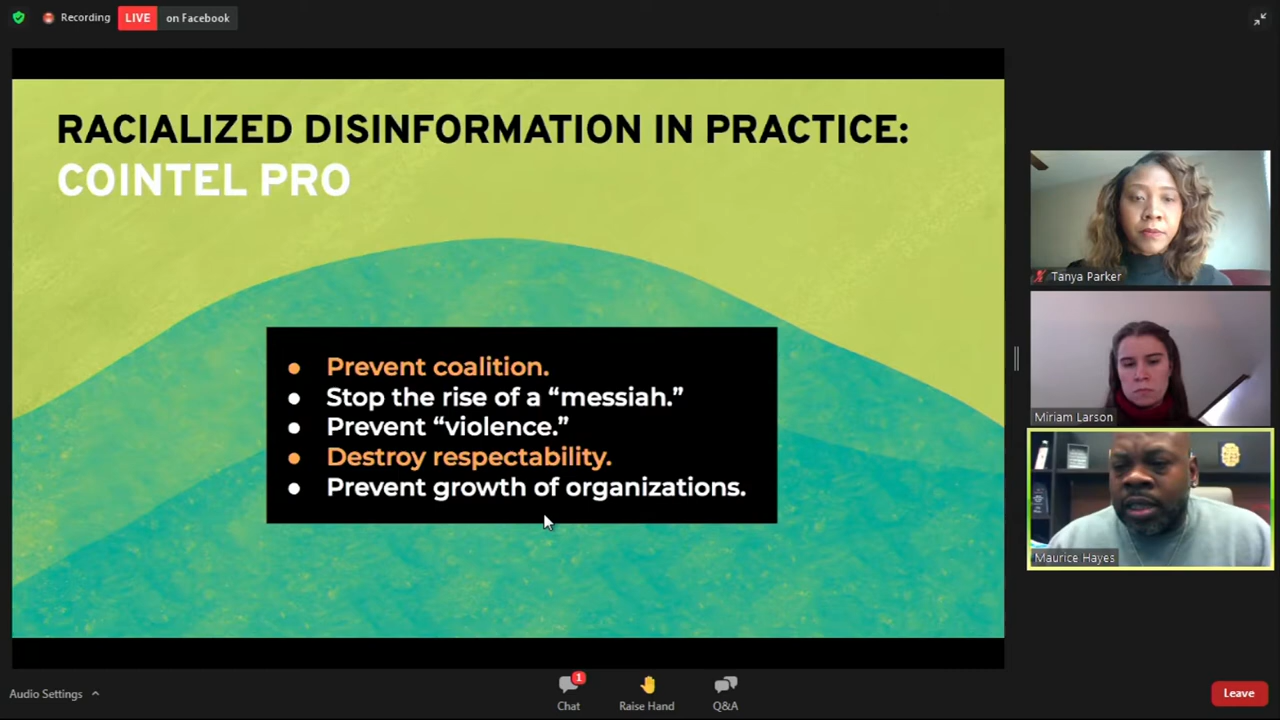 Recording
LIVE on Facebook
RACIALIZED DISINFORMATION IN PRACTICE:
COINTEL PRO
• Prevent coalition.
• Stop the rise of a “messiah.”
• Prevent “violence.”
• Destroy respectability.
• Prevent growth of organizations.
Tanya Parker
Miriam Larson
Maurice Hayes
Audio Settings
1
Chat
Raise Hand
Q&A
Leave